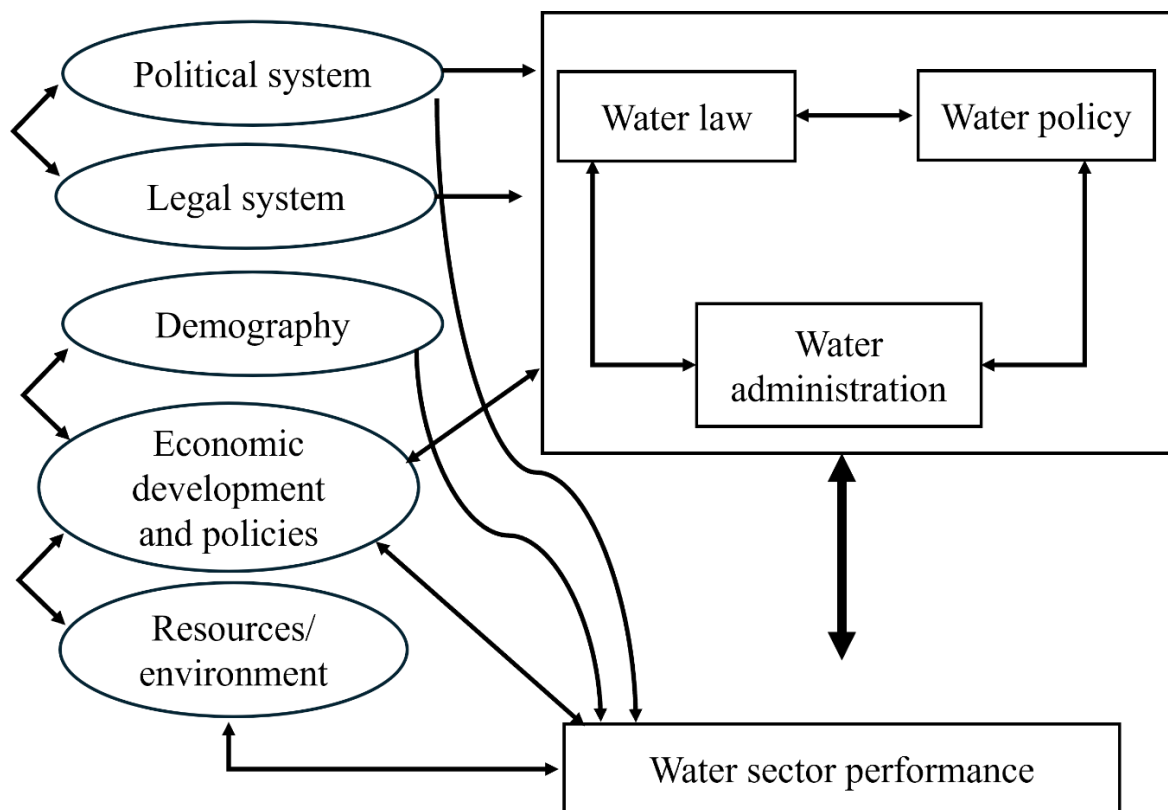 Political system
Legal system
Demography
Economic
development
and policies
Resources/
environment
Water law
Water policy
Water
administration
Water sector performance